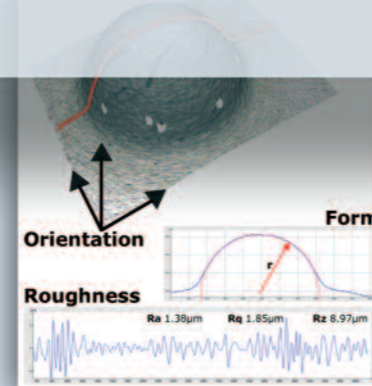 Form
Orientation
r
Roughness
Ra 1.38µm Rq 1.85µm Rz 8.97µm